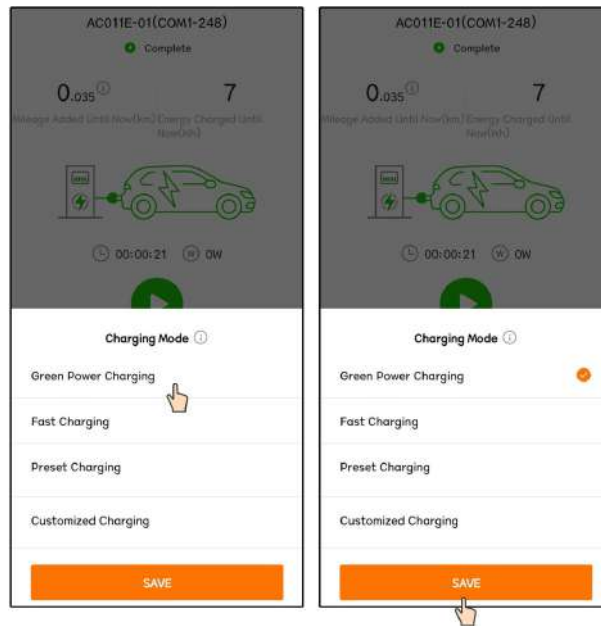 AC011E-01(COM1-248)
Complete
0.035
7
Mileage Added Until Now(km)
Energy Charged Until
Now(Wh)
00:00:21
W
0W
Charging Mode
Green Power Charging
Fast Charging
Preset Charging
Customized Charging
SAVE
AC011E-01(COM1-248)
Complete
0.035
7
Mileage Added Until Now(km)
Energy Charged Until
Now(Wh)
00:00:21
W
0W
Charging Mode
Green Power Charging
Fast Charging
Preset Charging
Customized Charging
SAVE